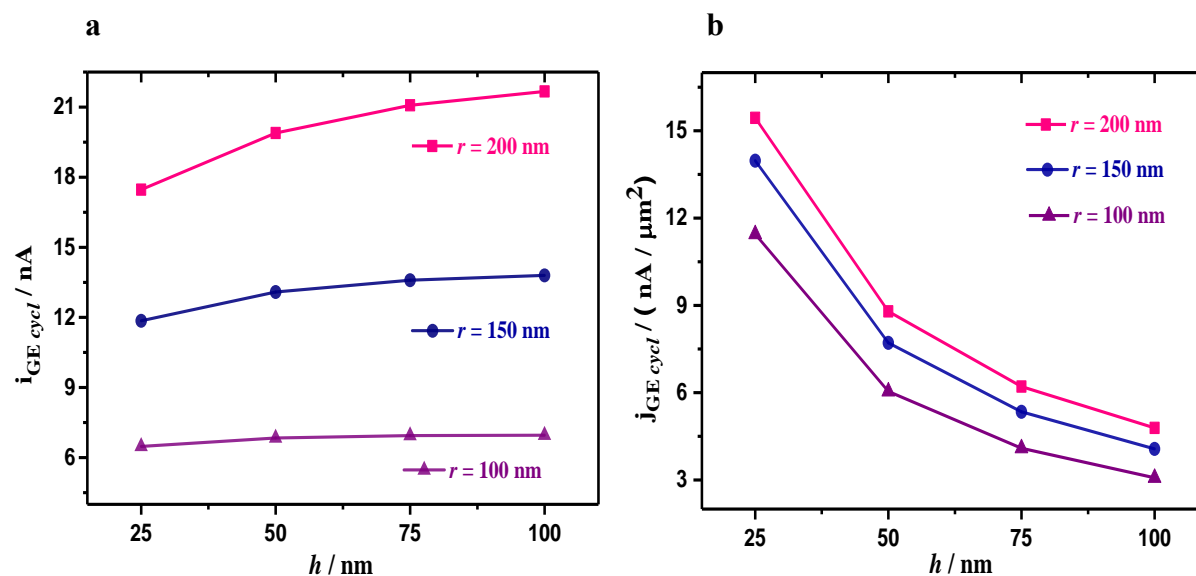 a
21
18
15
12
9
6
25
50
75
100
i_GE cycl / nA
h / nm
r = 200 nm
r = 150 nm
r = 100 nm
b
15
12
9
6
3
25
50
75
100
j_GE cycl / ( nA / µm²)
h / nm
r = 200 nm
r = 150 nm
r = 100 nm